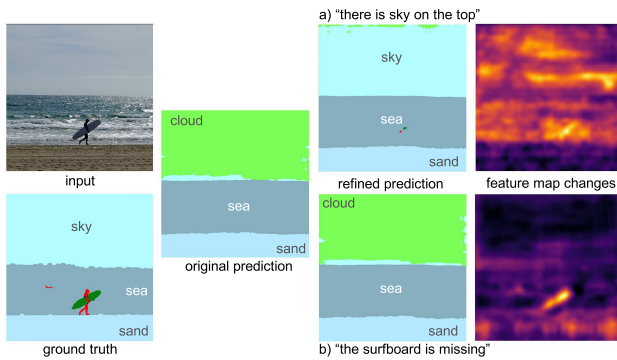 a) “there is sky on the top”
sky
sea
sand
input
refined prediction
feature map changes
cloud
sea
sand
original prediction
sky
sea
sand
ground truth
cloud
sea
sand
b) “the surfboard is missing”